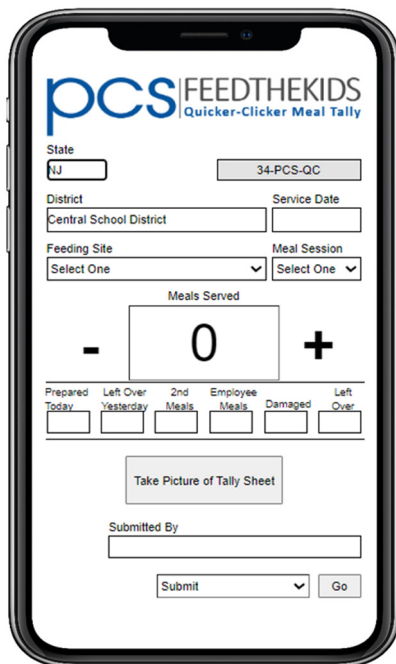 pcs FEEDTHEKIDS
Quicker-Clicker Meal Tally
State
NJ 34-PCS-QC
District Service Date
Central School District
Feeding Site Meal Session
Select One Select One
Meals Served
- 0 +
Prepared Today Left Over Yesterday 2nd Meals Employee Meals Damaged Left Over
Take Picture of Tally Sheet
Submitted By
Submit Go